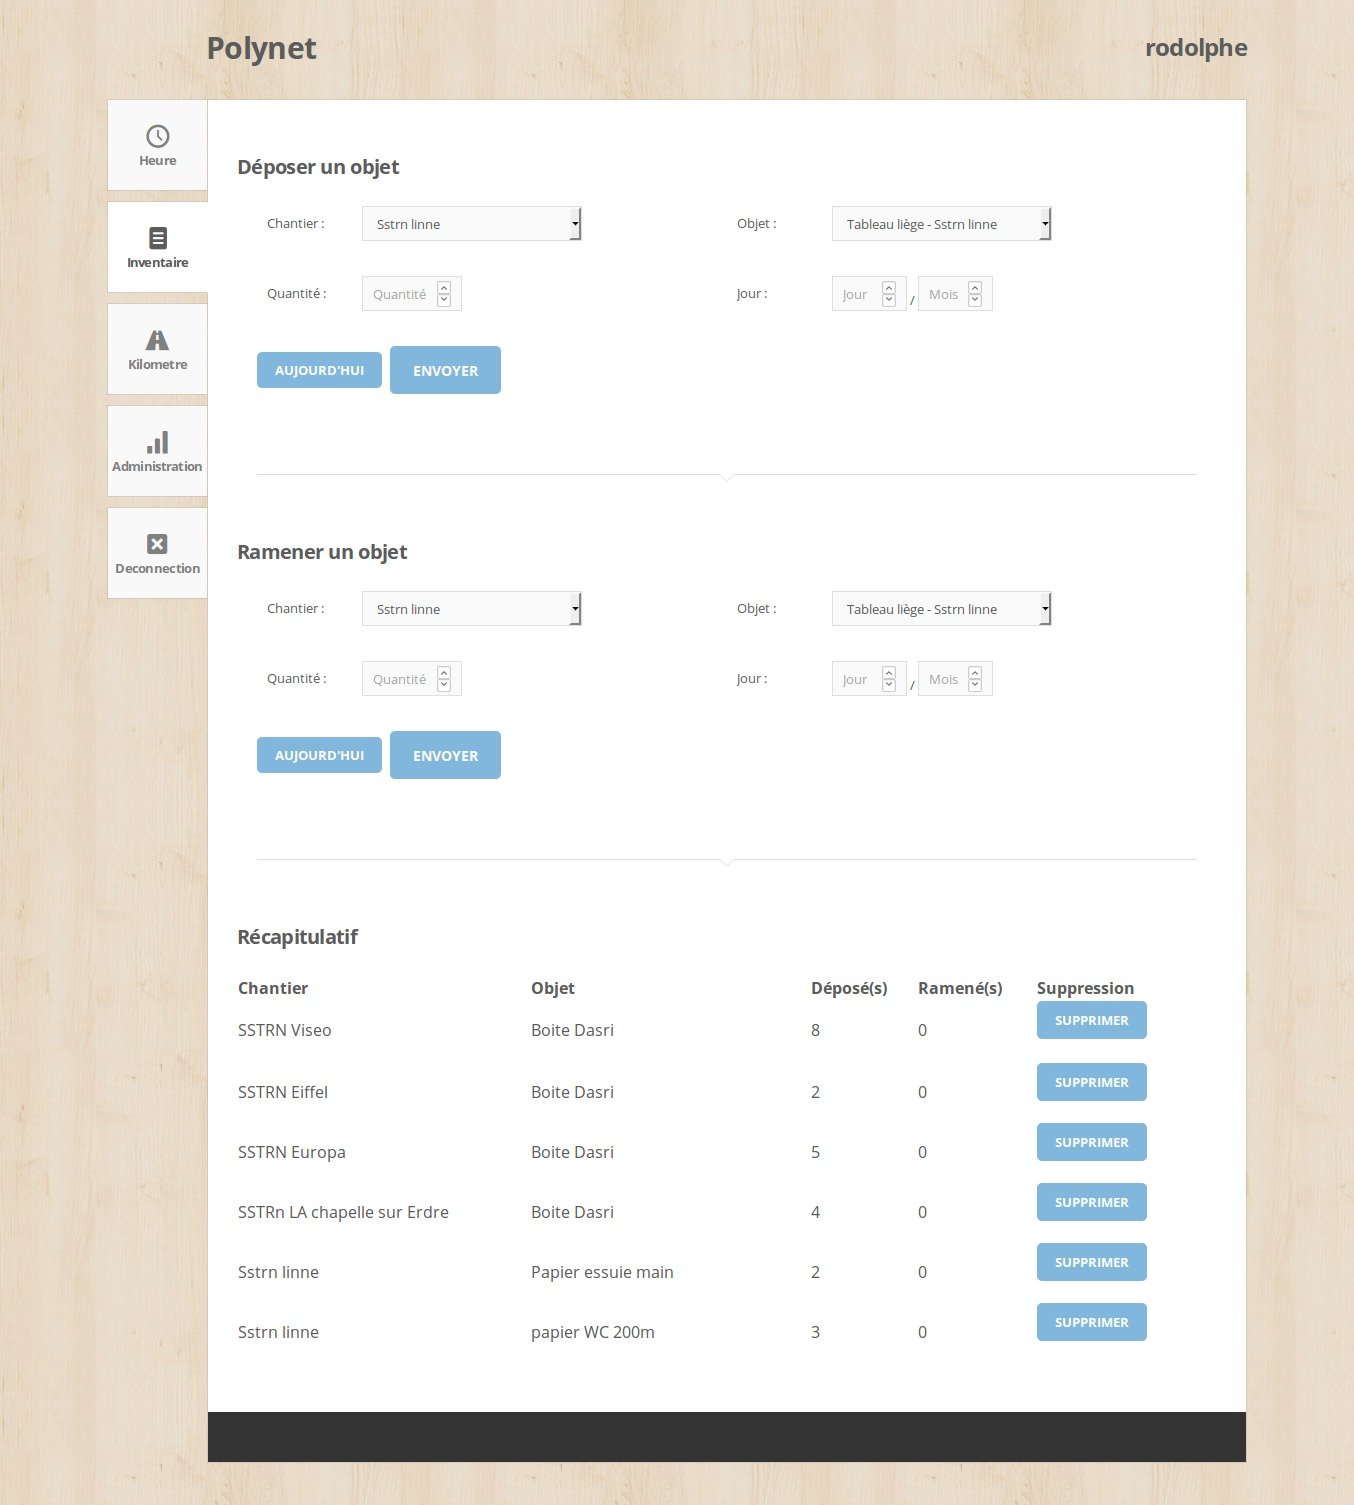 Polynet
rodolphe
Heure
Inventaire
Kilometre
Administration
Deconnection
Déposer un objet
Chantier : Sstrn linne Objet : Tableau liège - Sstrn linne
Quantité : Quantité Jour : Jour / Mois
AUJOURD'HUI ENVOYER
Ramener un objet
Chantier : Sstrn linne Objet : Tableau liège - Sstrn linne
Quantité : Quantité Jour : Jour / Mois
AUJOURD'HUI ENVOYER
Récapitulatif
Chantier Objet Déposé(s) Ramené(s) Suppression
SSTRN Viseo Boite Dasri 8 0 SUPPRIMER
SSTRN Eiffel Boite Dasri 2 0 SUPPRIMER
SSTRN Europa Boite Dasri 5 0 SUPPRIMER
SSTRn LA chapelle sur Erdre Boite Dasri 4 0 SUPPRIMER
Sstrn linne Papier essuie main 2 0 SUPPRIMER
Sstrn linne papier WC 200m 3 0 SUPPRIMER